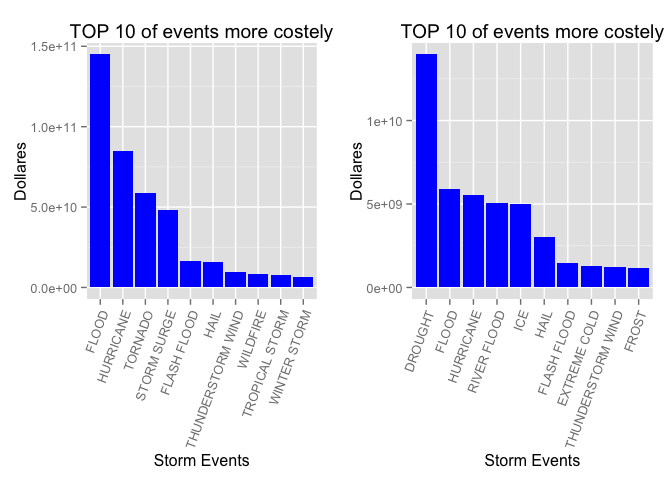 TOP 10 of events more costely
Dollares
1.5e+11
1.0e+11
5.0e+10
0.0e+00
FLOOD
HURRICANE
TORNADO
STORM SURGE
FLASH FLOOD
HAIL
THUNDERSTORM WIND
WILDFIRE
TROPICAL STORM
WINTER STORM
Storm Events
TOP 10 of events more costely
Dollares
1e+10
5e+09
0e+00
DROUGHT
FLOOD
HURRICANE
RIVER FLOOD
ICE
HAIL
FLASH FLOOD
EXTREME COLD
THUNDERSTORM WIND
FROST
Storm Events